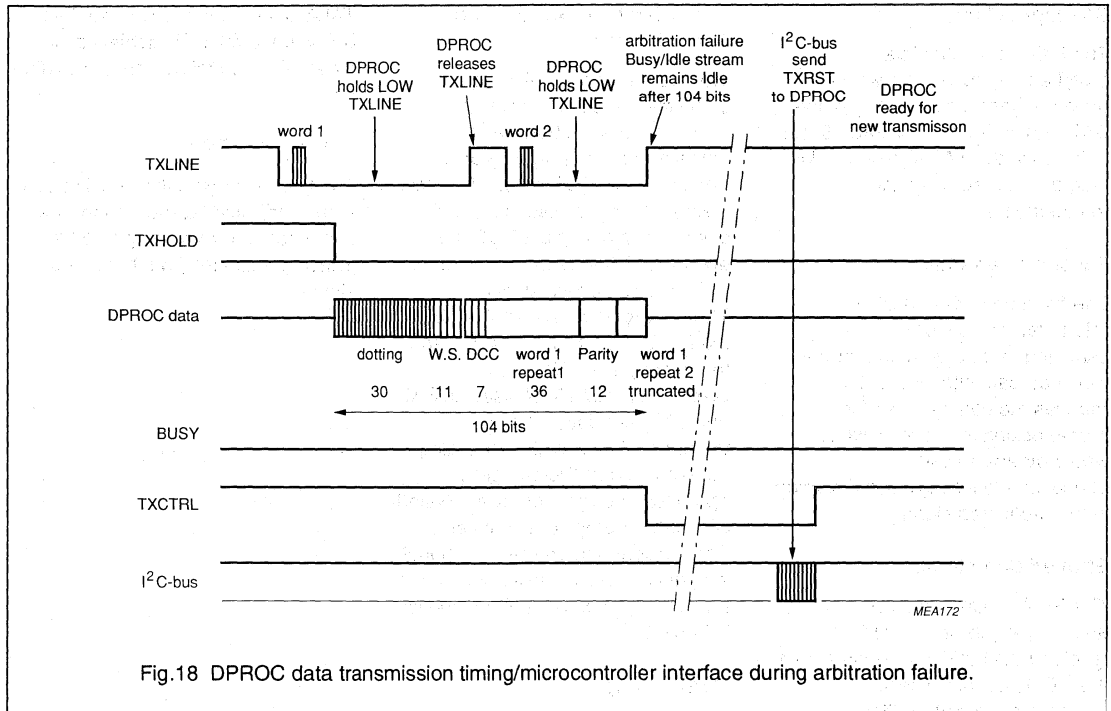 DPROC
holds LOW
TXLINE
DPROC
releases
TXLINE
DPROC
holds LOW
TXLINE
arbitration failure
Busy/Idle stream
remains Idle
after 104 bits
I2C-bus
send
TXRST
to DPROC
DPROC
ready for
new transmisson
word 1
word 2
TXLINE
TXHOLD
DPROC data
dotting
W.S.
DCC
word 1
repeat1
Parity
word 1
repeat 2
truncated
30
11
7
36
12
104 bits
BUSY
TXCTRL
I2C-bus
MEA172
Fig.18 DPROC data transmission timing/microcontroller interface during arbitration failure.